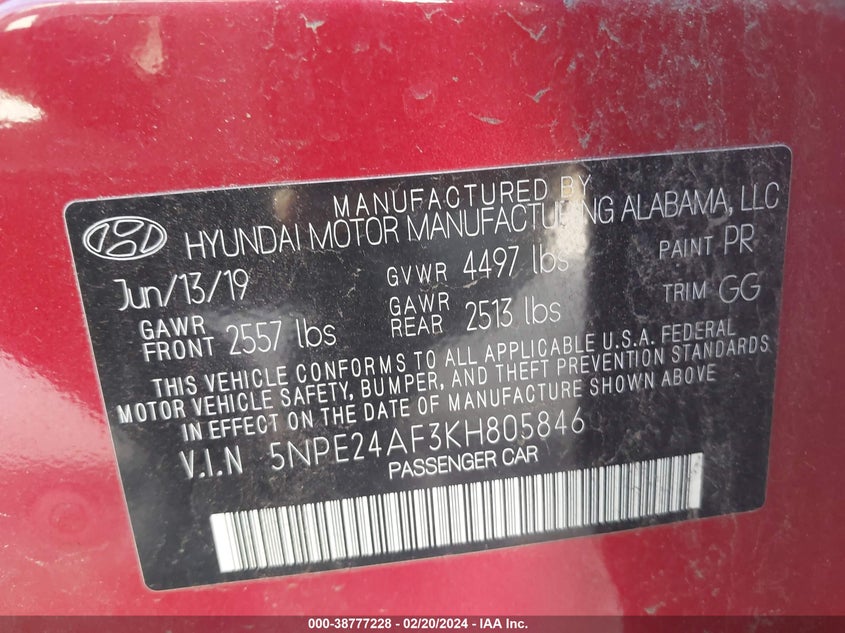 MANUFACTURED BY
HYUNDAI MOTOR MANUFACTURING ALABAMA, LLC
Jun/13/19 GVWR 4497 lbs PAINT PR
GAWR FRONT 2557 lbs GAWR REAR 2513 lbs TRIM GG
THIS VEHICLE CONFORMS TO ALL APPLICABLE U.S.A. FEDERAL
MOTOR VEHICLE SAFETY, BUMPER, AND THEFT PREVENTION STANDARDS
IN EFFECT ON THE DATE OF MANUFACTURE SHOWN ABOVE
V.I.N 5NPE24AF3KH805846
PASSENGER CAR
000-38777228 - 02/20/2024 - IAA Inc.